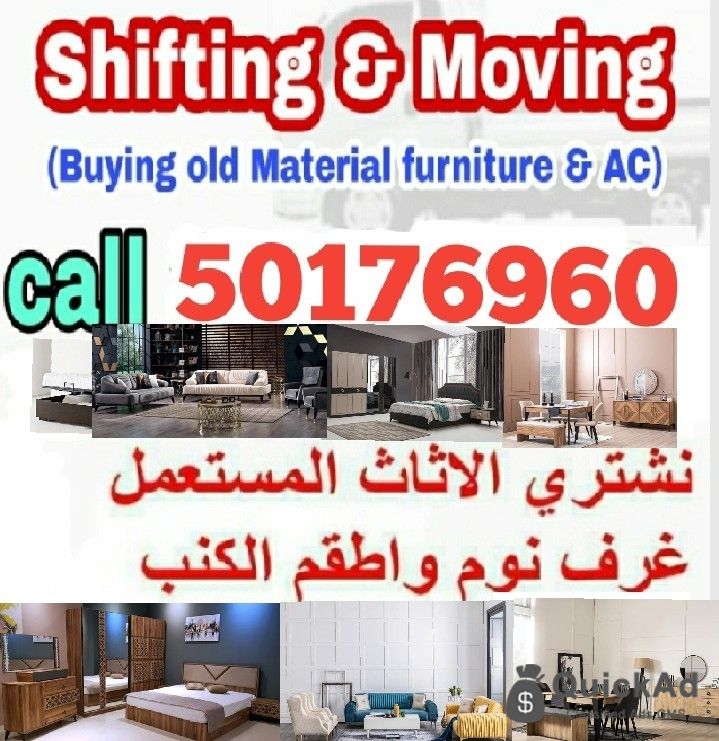 Shifting & Moving
(Buying old Material furniture & AC)
call 50176960
نشتري الاثاث المستعمل
غرف نوم واطقم الكنب
QuickAd